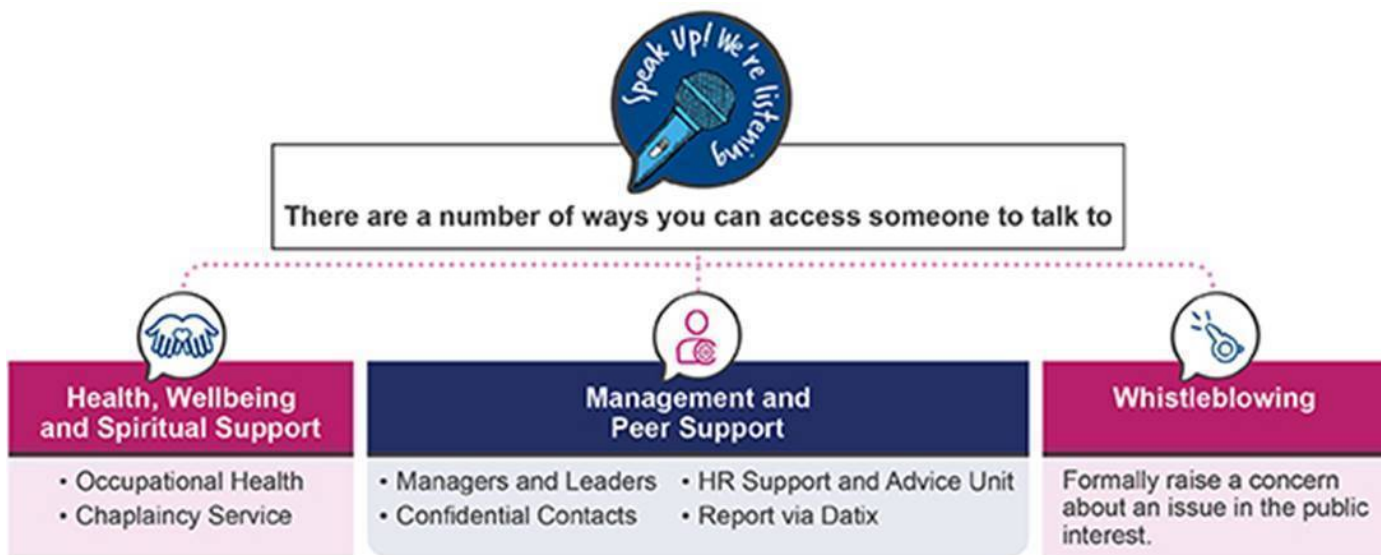 Speak Up! We're listening
There are a number of ways you can access someone to talk to
Health, Wellbeing
and Spiritual Support
• Occupational Health
• Chaplaincy Service
Management and
Peer Support
• Managers and Leaders
• Confidential Contacts
• HR Support and Advice Unit
• Report via Datix
Whistleblowing
Formally raise a concern
about an issue in the public
interest.